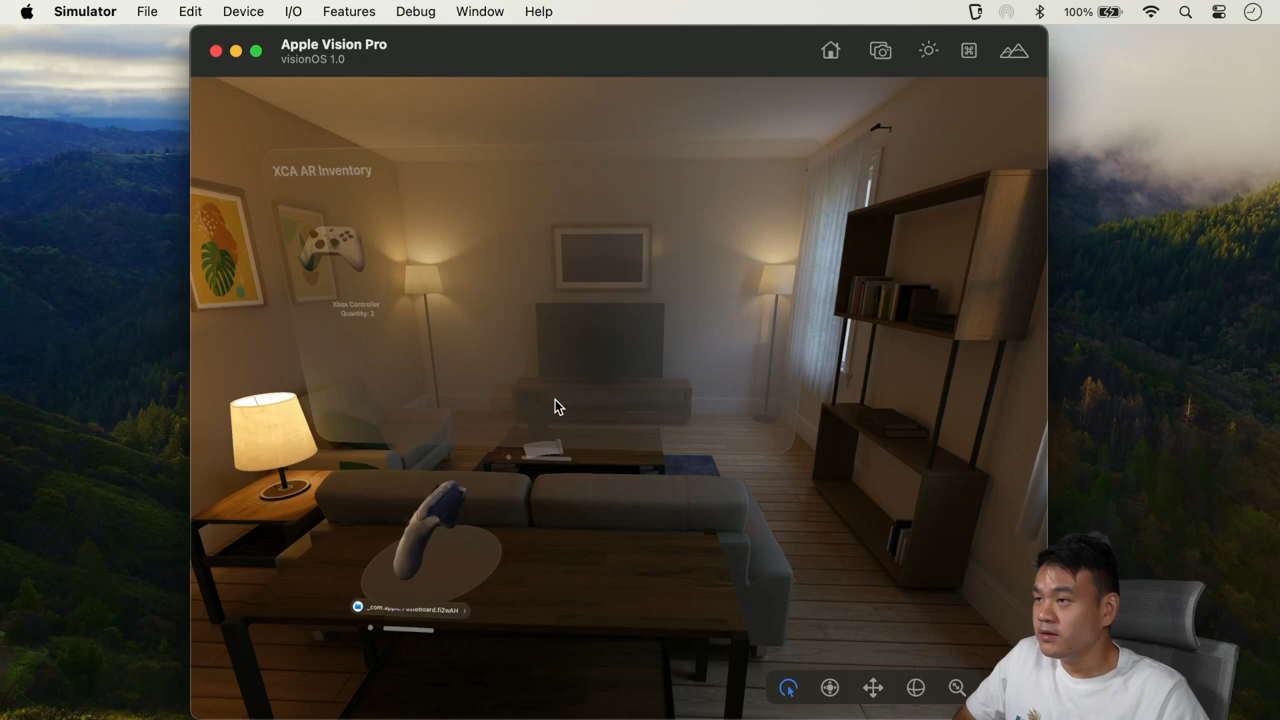 Simulator File Edit Device I/O Features Debug Window Help 100%
Apple Vision Pro
visionOS 1.0
XCA AR Inventory
Xbox Controller
Quantity: 2